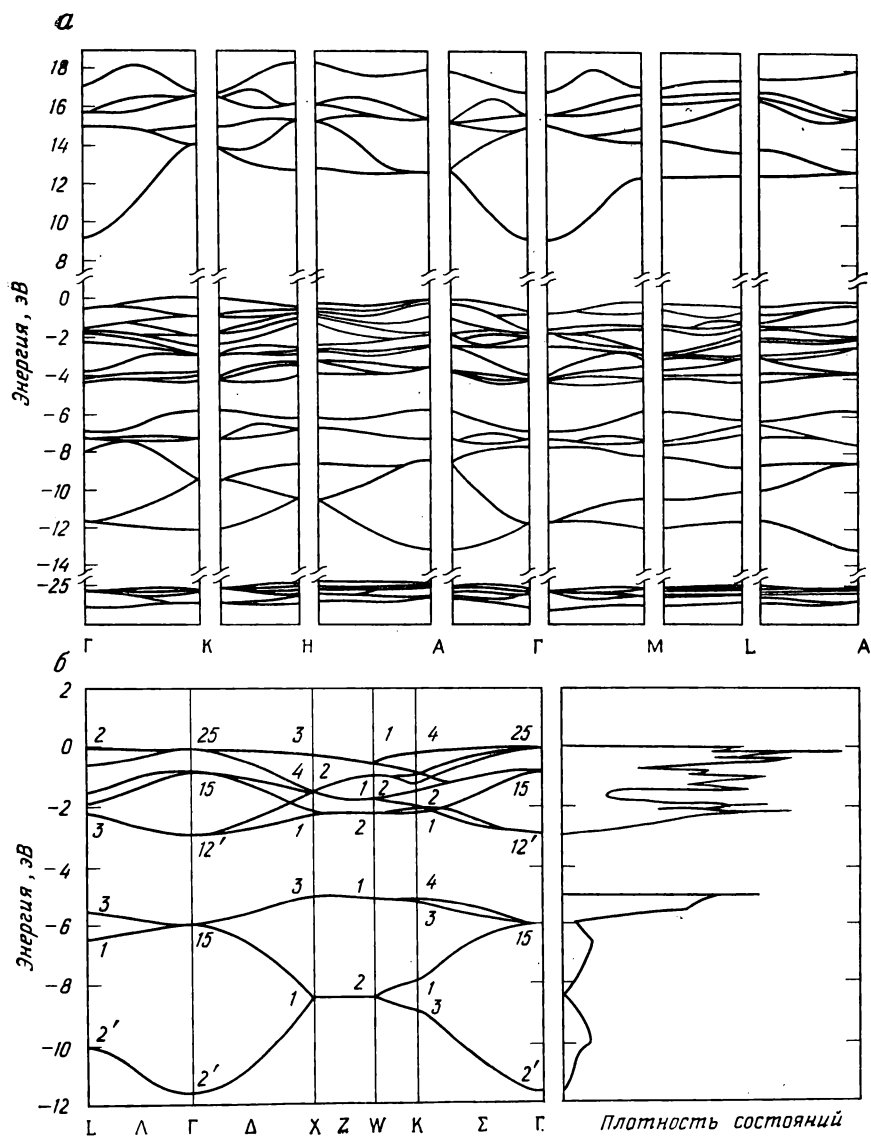 а
18
16
14
12
10
8
0
-2
-4
-6
-8
-10
-12
-14
-25
Энергия, эВ
Г К Н А Г М L А
б
2
0
-2
-4
-6
-8
-10
-12
Энергия, эВ
2 25 3 1 4 25
4 2
15 1 2 2 15
3 12' 1 2 1 12'
3 3 1 4
1 15 3 15
1 2 1
3
2' 2' 2'
L Λ Г Δ X Z W K Σ Г
Плотность состояний